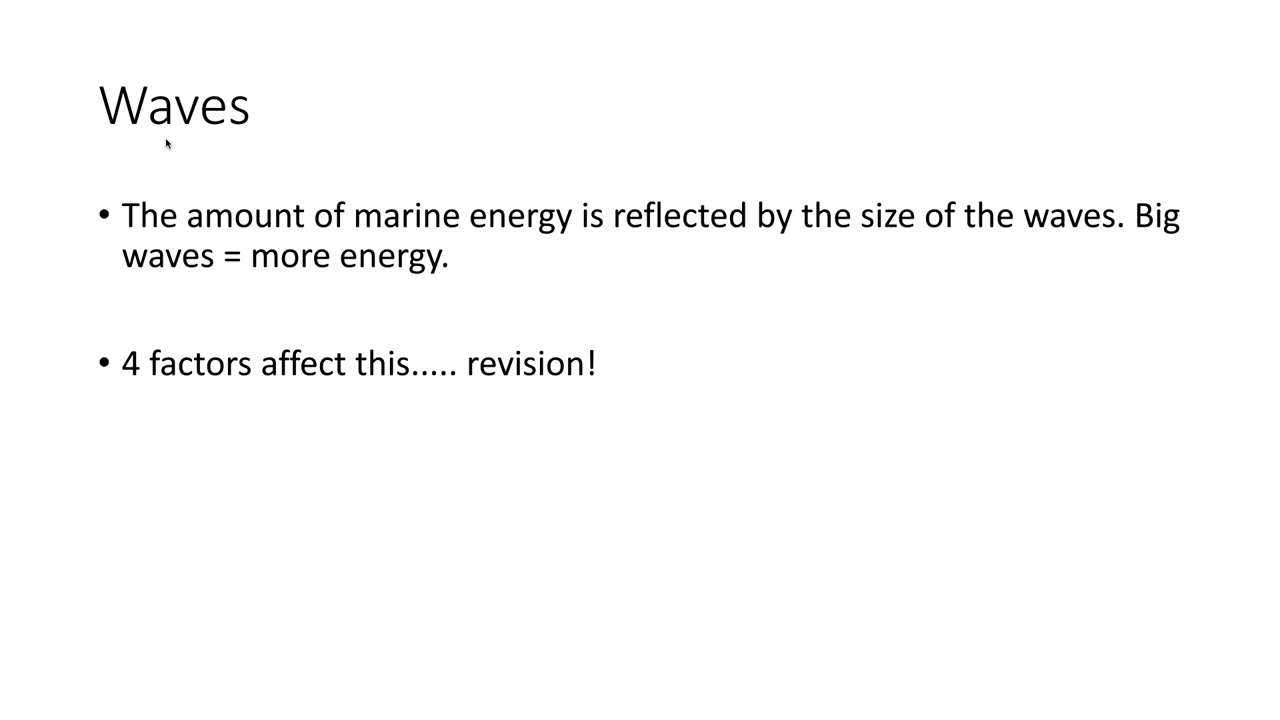 Waves
• The amount of marine energy is reflected by the size of the waves. Big
waves = more energy.
• 4 factors affect this..... revision!